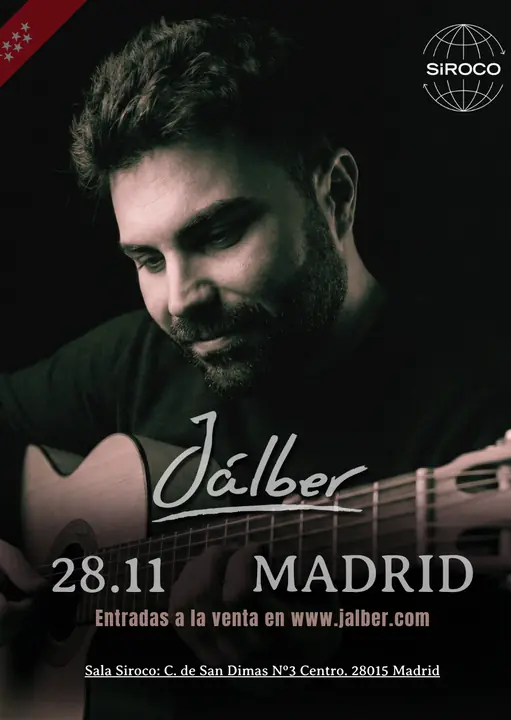 SiROCO
Jálber
28.11 MADRID
Entradas a la venta en www.jalber.com
Sala Siroco: C. de San Dimas Nº3 Centro. 28015 Madrid